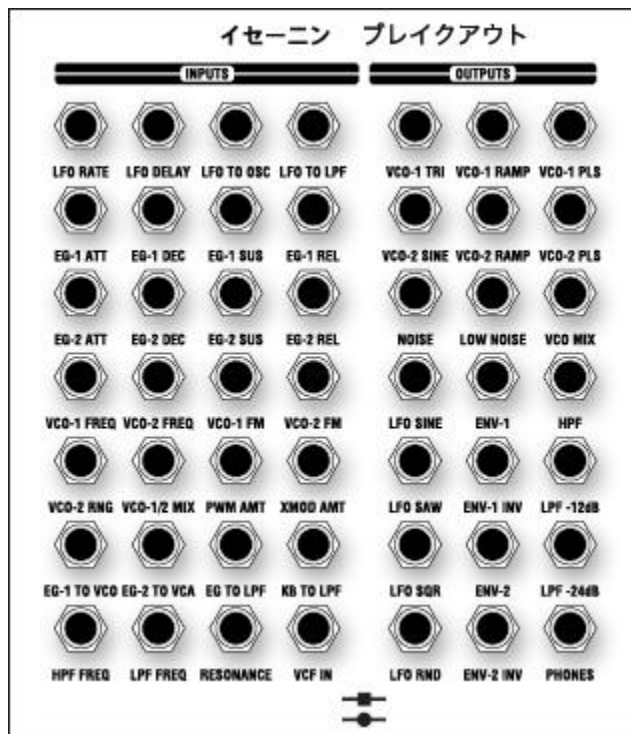 イセーニン ブレイクアウト
INPUTS OUTPUTS
LFO RATE LFO DELAY LFO TO OSC LFO TO LPF VCO-1 TRI VCO-1 RAMP VCO-1 PLS
EG-1 ATT EG-1 DEC EG-1 SUS EG-1 REL VCO-2 SINE VCO-2 RAMP VCO-2 PLS
EG-2 ATT EG-2 DEC EG-2 SUS EG-2 REL NOISE LOW NOISE VCO MIX
VCO-1 FREQ VCO-2 FREQ VCO-1 FM VCO-2 FM LFO SINE ENV-1 HPF
VCO-2 RNG VCO-1/2 MIX PWM AMT XMOD AMT LFO SAW ENV-1 INV LPF -12dB
EG-1 TO VCO EG-2 TO VCA EG TO LPF KB TO LPF LFO SQR ENV-2 LPF -24dB
HPF FREQ LPF FREQ RESONANCE VCF IN LFO RND ENV-2 INV PHONES